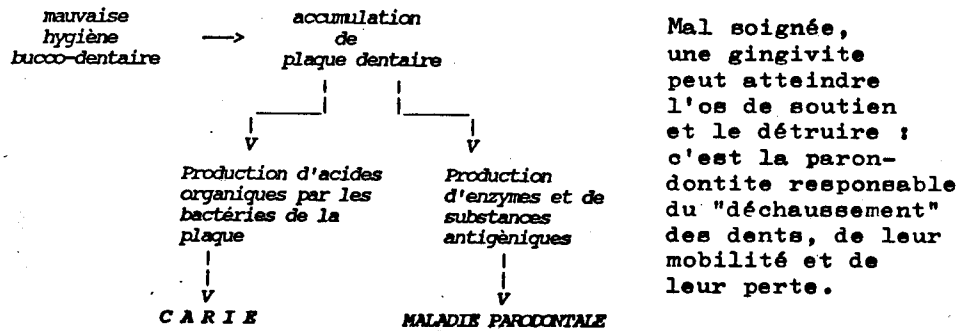 mauvaise
hygiène
bucco-dentaire
--->
accumulation
de
plaque dentaire
Production d'acides
organiques par les
bactéries de la
plaque
Production
d'enzymes et de
substances
antigèniques
C A R I E
MALADIE PARODONTALE
Mal soignée,
une gingivite
peut atteindre
l'os de soutien
et le détruire :
c'est la paron-
dontite responsable
du "déchaussement"
des dents, de leur
mobilité et de
leur perte.